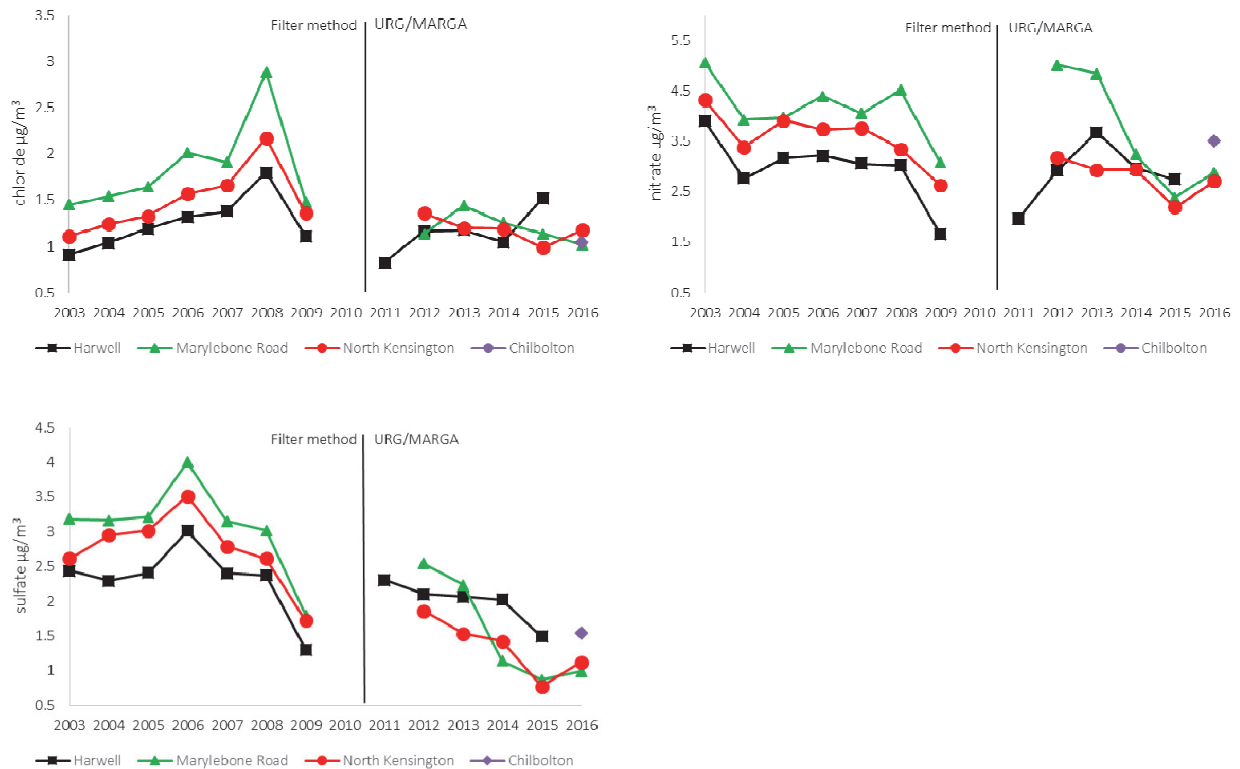 Filter method URG/MARGA
chlor de µg/m³
3.5
3
2.5
2
1.5
1
0.5
2003 2004 2005 2006 2007 2008 2009 2010 2011 2012 2013 2014 2015 2016
Harwell Marylebone Road North Kensington Chilbolton
Filter method URG/MARGA
nitrate µg/m³
5.5
4.5
3.5
2.5
1.5
0.5
2003 2004 2005 2006 2007 2008 2009 2010 2011 2012 2013 2014 2015 2016
Harwell Marylebone Road North Kensington Chilbolton
Filter method URG/MARGA
sulfate µg/m³
4.5
4
3.5
3
2.5
2
1.5
1
0.5
2003 2004 2005 2006 2007 2008 2009 2010 2011 2012 2013 2014 2015 2016
Harwell Marylebone Road North Kensington Chilbolton